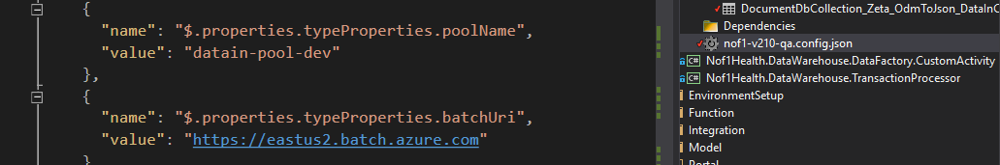 {
"name": "$.properties.typeProperties.poolName",
"value": "datain-pool-dev"
},
{
"name": "$.properties.typeProperties.batchUri",
"value": "https://eastus2.batch.azure.com"
}
DocumentDbCollection_Zeta_OdmToJson_DataInC
Dependencies
nof1-v210-qa.config.json
C# Nof1Health.DataWarehouse.DataFactory.CustomActivity
C# Nof1Health.DataWarehouse.TransactionProcessor
EnvironmentSetup
Function
Integration
Model
Portal